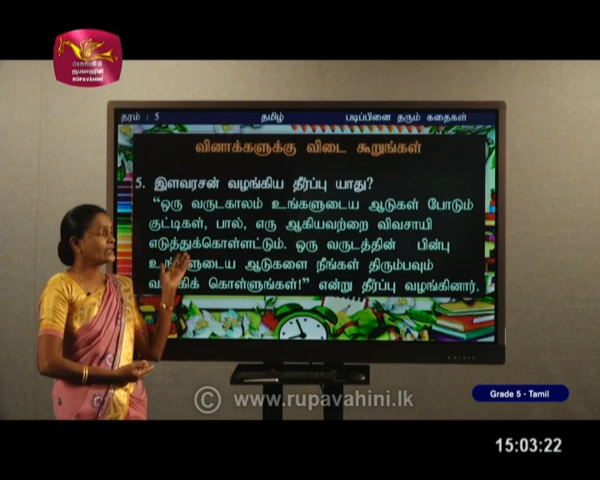 රූපවාහිනී
ரூபவாஹினி
RUPAVAHINI
தரம் : 5 தமிழ் படிப்பினை தரும் கதைகள்
வினாக்களுக்கு விடை கூறுங்கள்
5. இளவரசன் வழங்கிய தீர்ப்பு யாது?
“ஒரு வருடகாலம் உங்களுடைய ஆடுகள் போடும்
குட்டிகள், பால், எரு ஆகியவற்றை விவசாயி
எடுத்துக்கொள்ளட்டும். ஒரு வருடத்தின் பின்பு
உங்களுடைய ஆடுகளை நீங்கள் திரும்பவும்
கொள்ளுங்கள்!” என்று தீர்ப்பு வழங்கினார்.
© www.rupavahini.lk
Grade 5 - Tamil
15:03:22